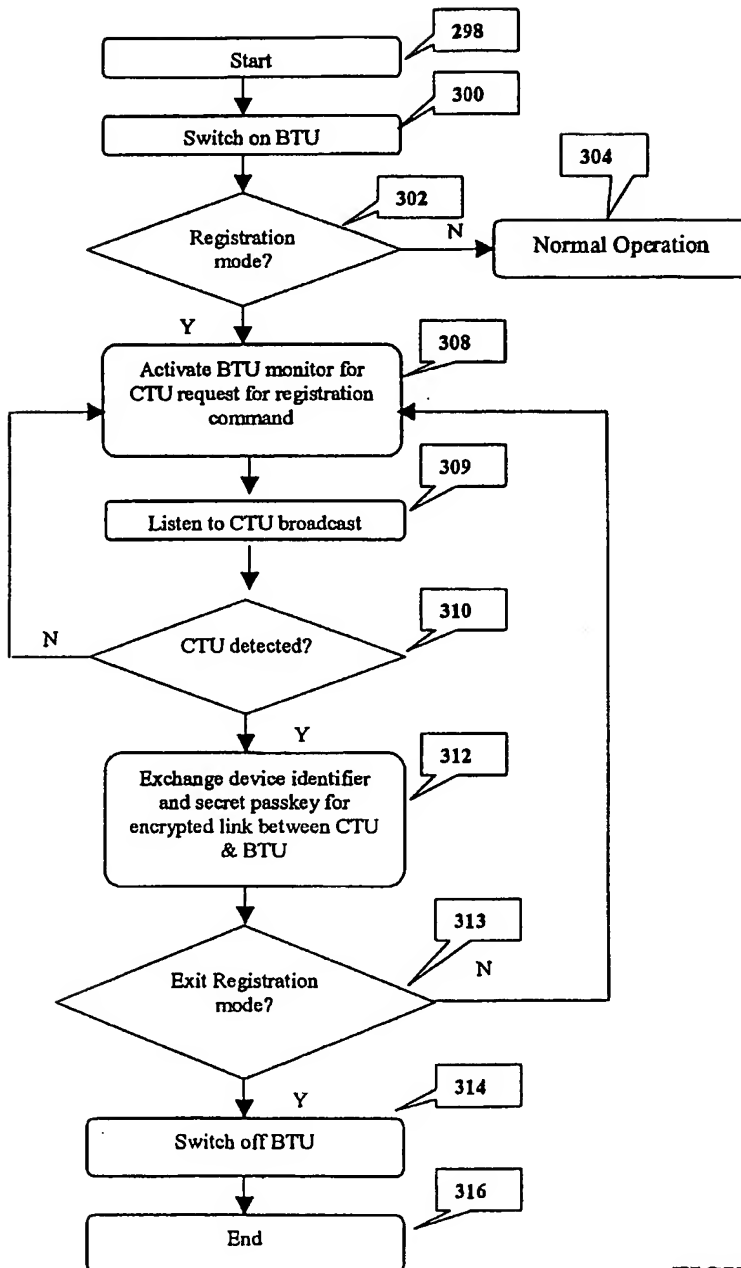 298
Start
300
Switch on BTU
304
302
Registration
mode?
N
Normal Operation
Y
308
Activate BTU monitor for
CTU request for registration
command
309
Listen to CTU broadcast
310
N
CTU detected?
Y
312
Exchange device identifier
and secret passkey for
encrypted link between CTU
& BTU
313
N
Exit Registration
mode?
Y
314
Switch off BTU
316
End